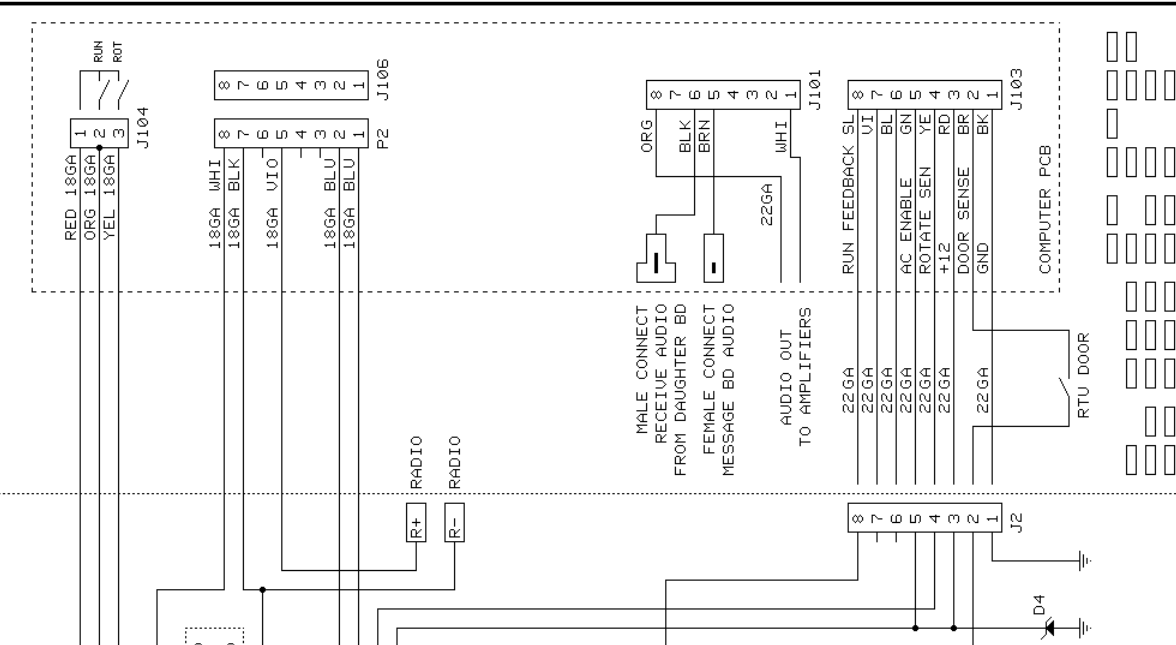 RUN
ROT
J104
1 2 3
RED 18GA
ORG 18GA
YEL 18GA
J106
8 7 6 5 4 3 2 1
P2
8 7 6 5 4 3 2 1
18GA WHI
18GA BLK
18GA VIO
18GA BLU
18GA BLU
J101
8 7 6 5 4 3 2 1
ORG
BLK
BRN
WHI
22GA
J103
8 7 6 5 4 3 2 1
RUN FEEDBACK SL
VI
BL
AC ENABLE GN
ROTATE SEN YE
+12 RD
DOOR SENSE BR
GND BK
COMPUTER PCB
MALE CONNECT
RECEIVE AUDIO
FROM DAUGHTER BD
FEMALE CONNECT
MESSAGE BD AUDIO
AUDIO OUT
TO AMPLIFIERS
22GA
22GA
22GA
22GA
22GA
22GA
22GA
RTU DOOR
R+ RADIO
R- RADIO
J2
8 7 6 5 4 3 2 1
D4